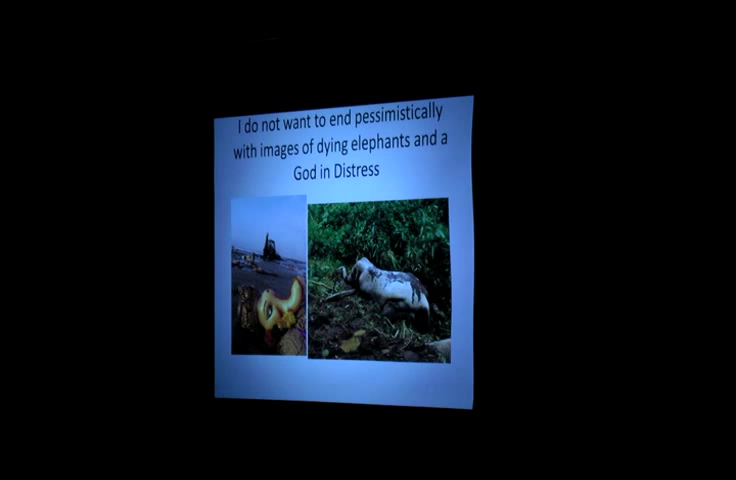 I do not want to end pessimistically
with images of dying elephants and a
God in Distress